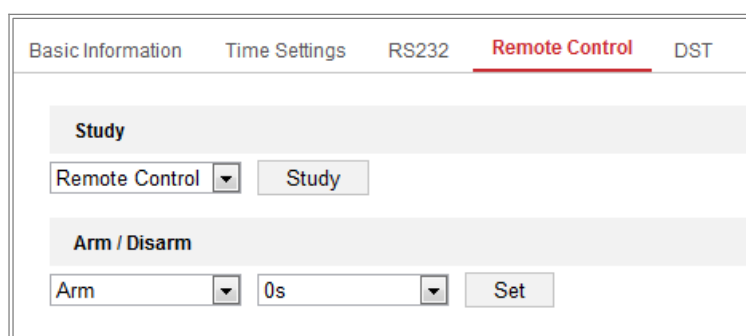 Basic Information Time Settings RS232 Remote Control DST
Study
Remote Control Study
Arm / Disarm
Arm 0s Set